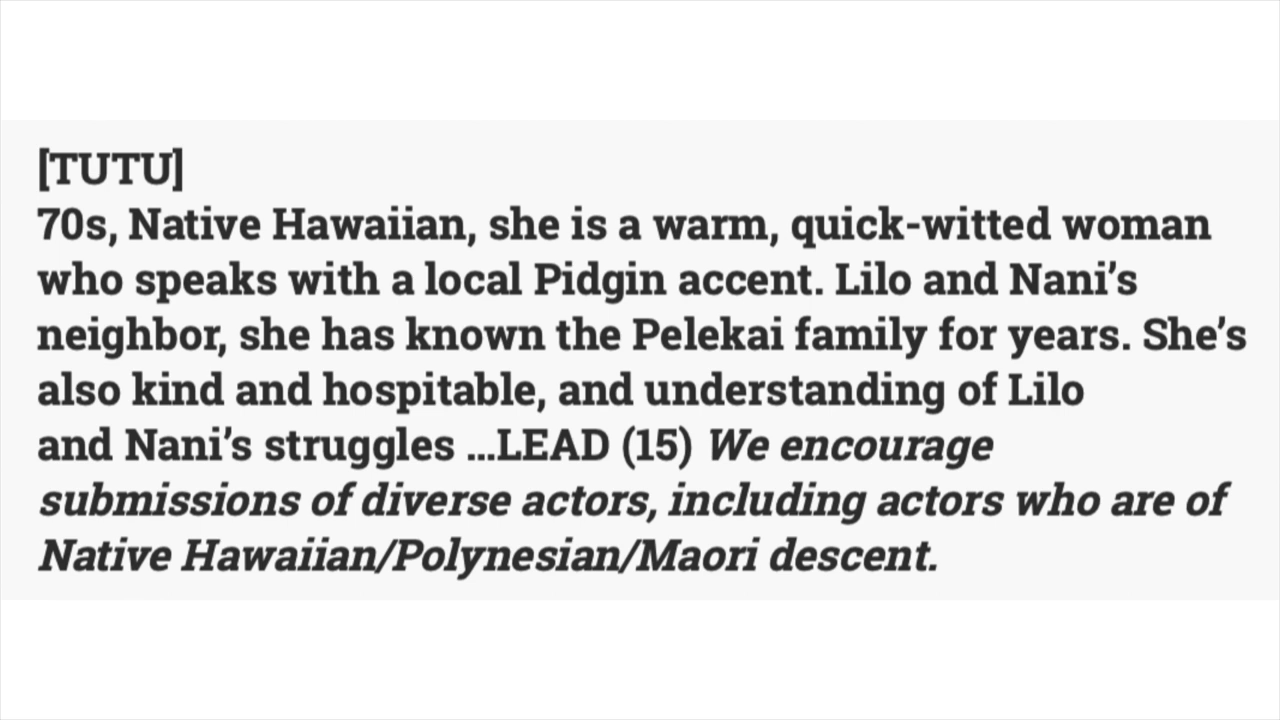 [TUTU]
70s, Native Hawaiian, she is a warm, quick-witted woman
who speaks with a local Pidgin accent. Lilo and Nani’s
neighbor, she has known the Pelekai family for years. She’s
also kind and hospitable, and understanding of Lilo
and Nani’s struggles ...LEAD (15) We encourage
submissions of diverse actors, including actors who are of
Native Hawaiian/Polynesian/Maori descent.